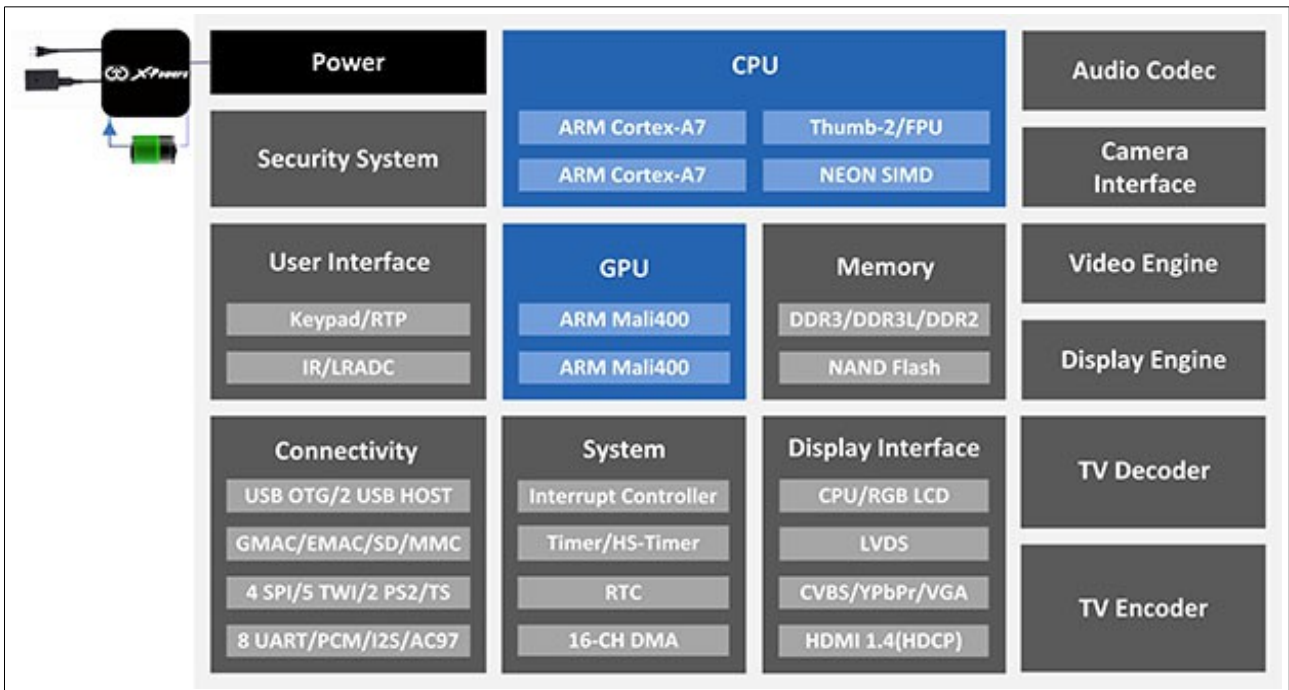 X-Powers
Power
Security System
CPU
ARM Cortex-A7
Thumb-2/FPU
ARM Cortex-A7
NEON SIMD
Audio Codec
Camera
Interface
User Interface
Keypad/RTP
IR/LRADC
GPU
ARM Mali400
ARM Mali400
Memory
DDR3/DDR3L/DDR2
NAND Flash
Video Engine
Display Engine
Connectivity
USB OTG/2 USB HOST
GMAC/EMAC/SD/MMC
4 SPI/5 TWI/2 PS2/TS
8 UART/PCM/I2S/AC97
System
Interrupt Controller
Timer/HS-Timer
RTC
16-CH DMA
Display Interface
CPU/RGB LCD
LVDS
CVBS/YPbPr/VGA
HDMI 1.4(HDCP)
TV Decoder
TV Encoder